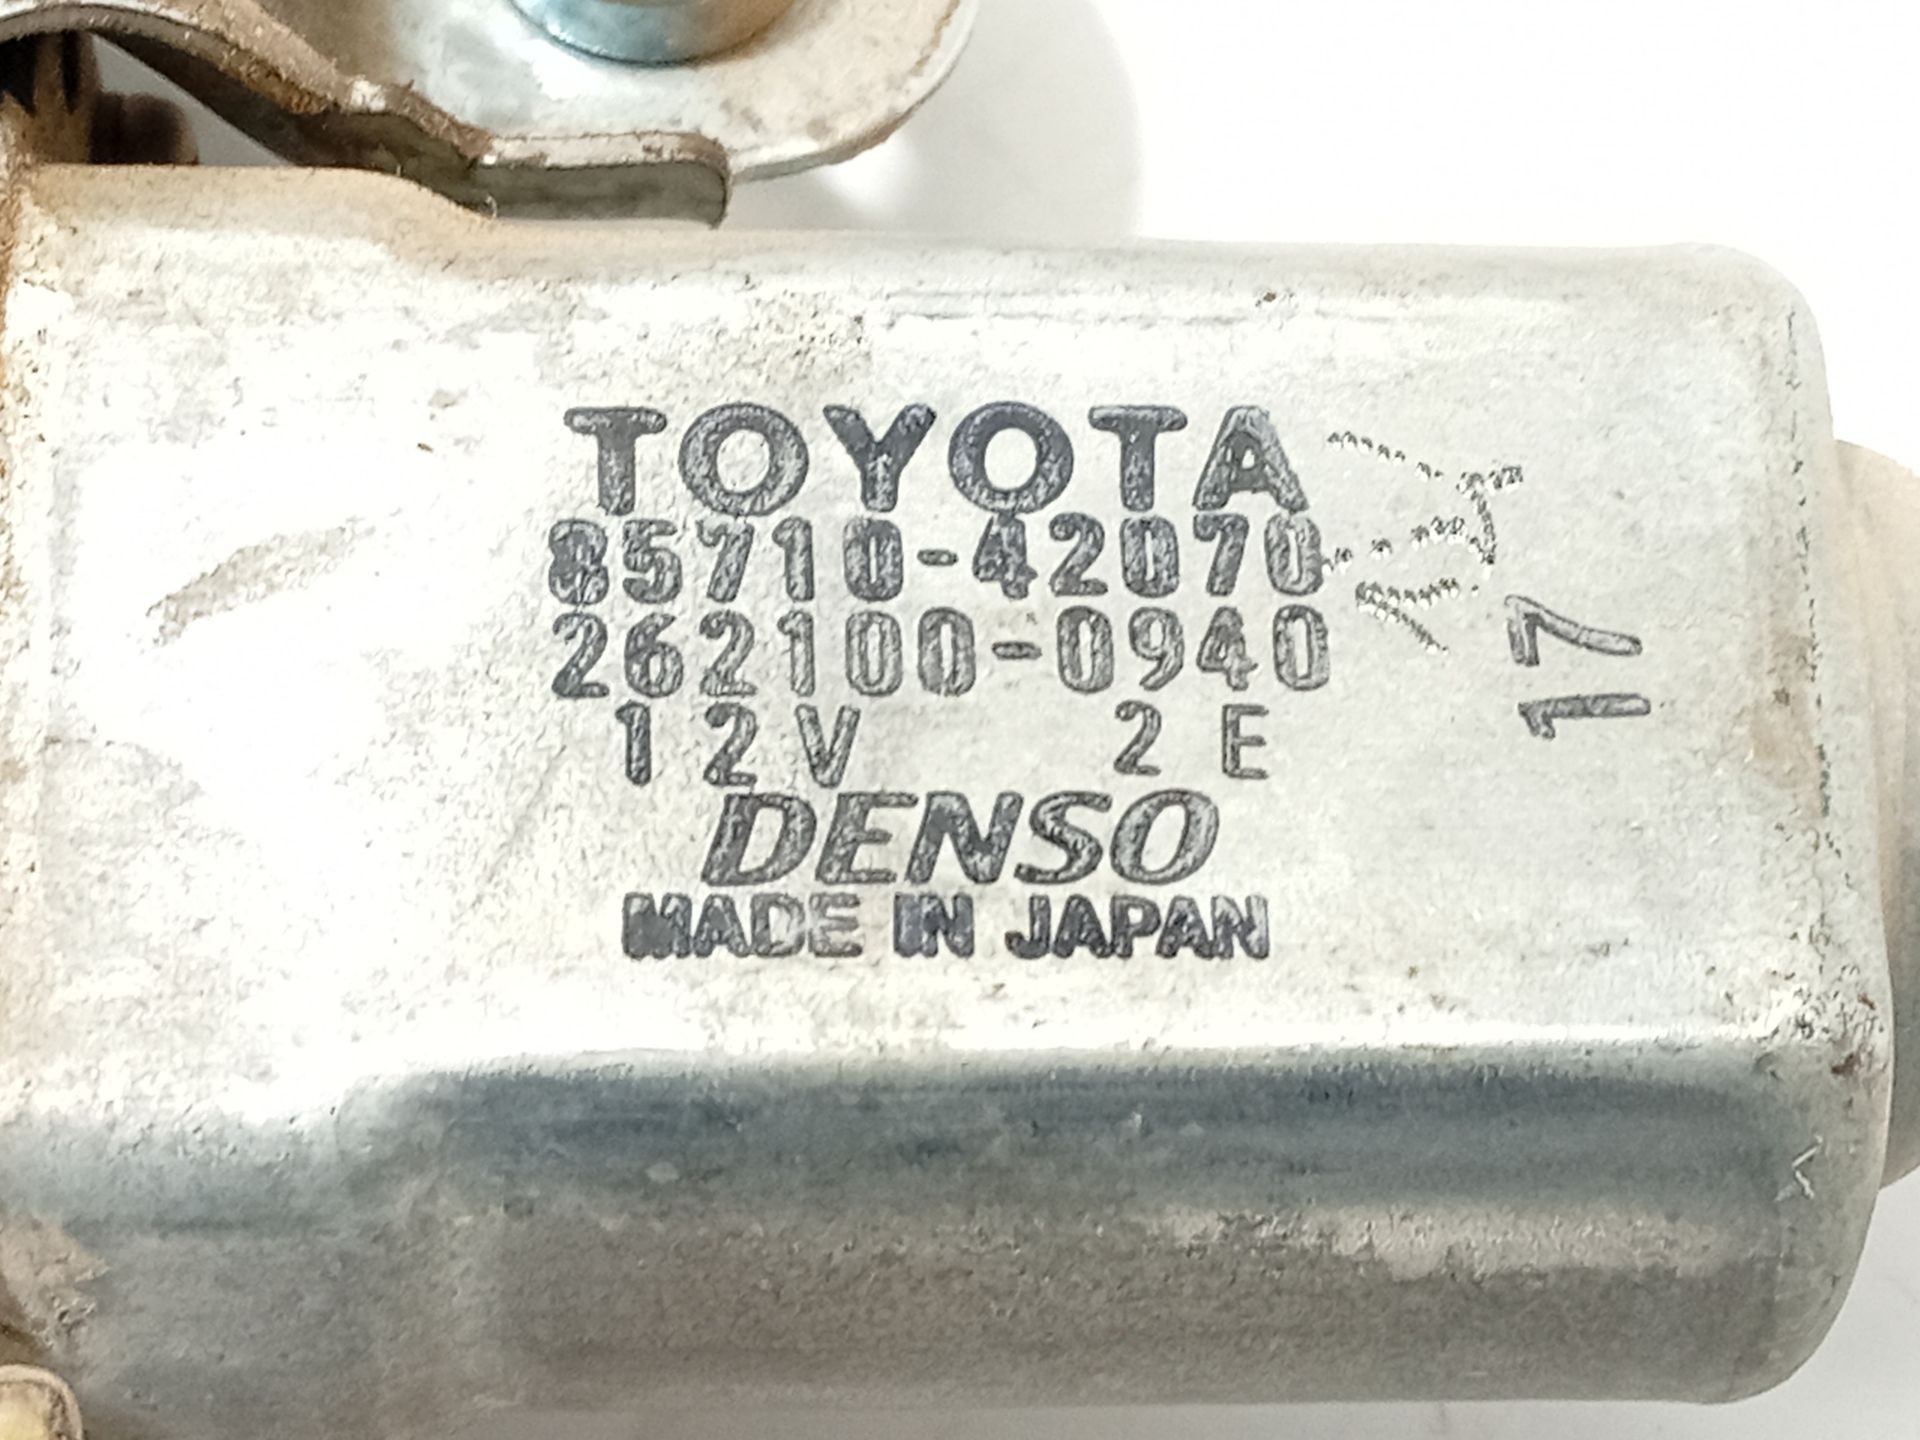 TOYOTA
85710-42070
262100-0940
12V 2E
DENSO
MADE IN JAPAN
17